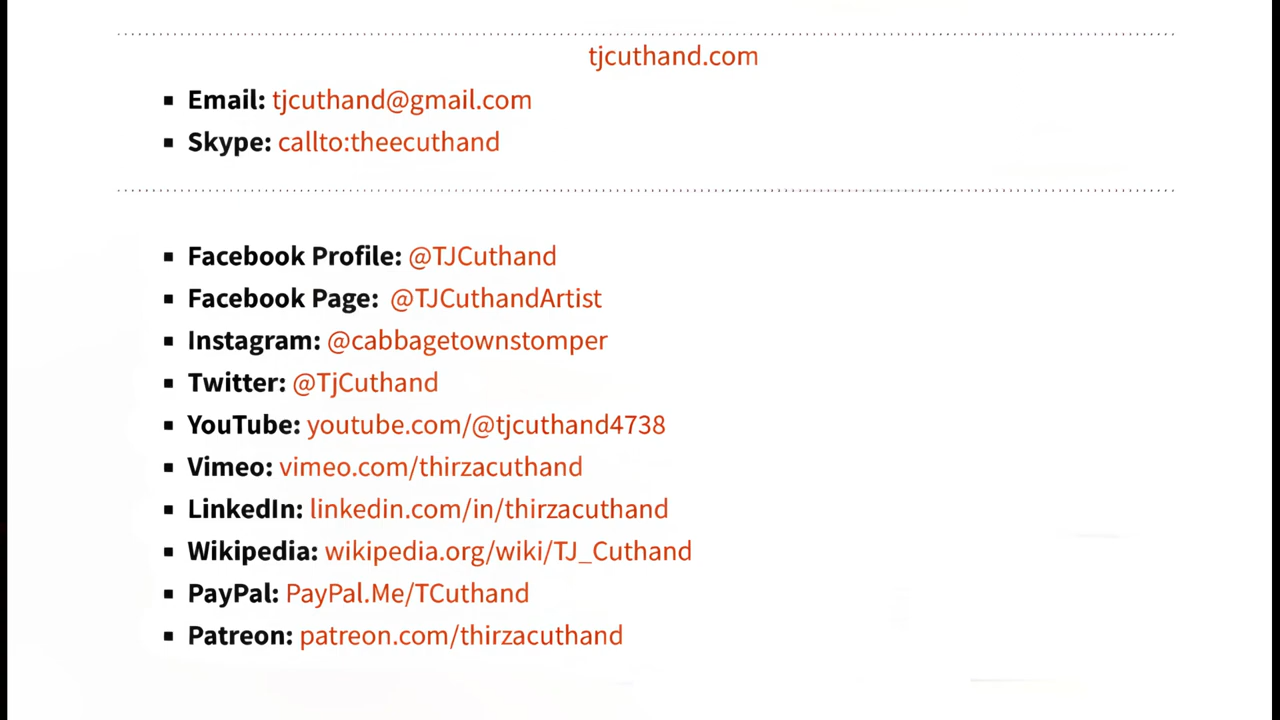 tjcuthand.com
Email: tjcuthand@gmail.com
Skype: callto:theecuthand
Facebook Profile: @TJCuthand
Facebook Page: @TJCuthandArtist
Instagram: @cabbagetownstomper
Twitter: @TjCuthand
YouTube: youtube.com/@tjcuthand4738
Vimeo: vimeo.com/thirzacuthand
LinkedIn: linkedin.com/in/thirzacuthand
Wikipedia: wikipedia.org/wiki/TJ_Cuthand
PayPal: PayPal.Me/TCuthand
Patreon: patreon.com/thirzacuthand